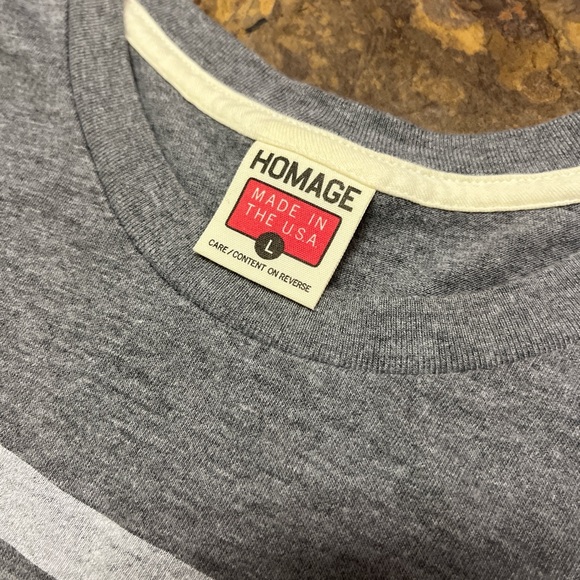 HOMAGE
MADE IN
THE U.S.A
L
CARE/CONTENT ON REVERSE